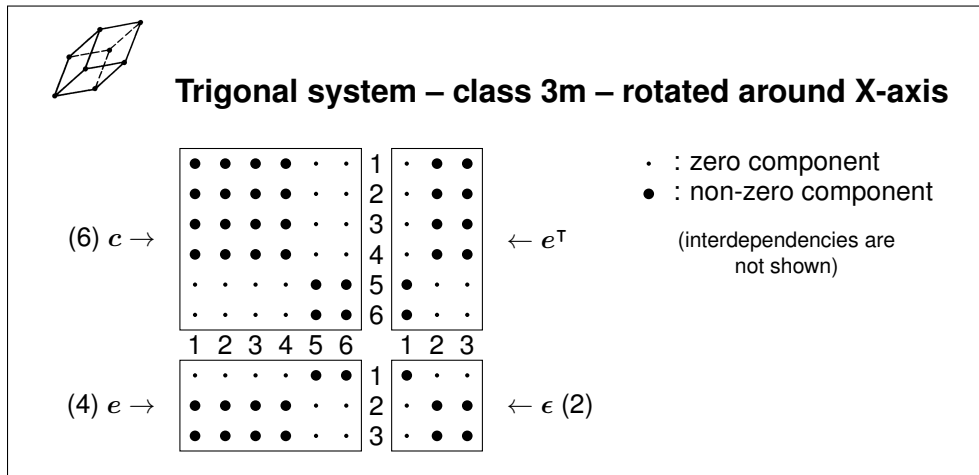 Trigonal system – class 3m – rotated around X-axis
1
2
3
4
5
6
(6) c →
← eᵀ
· : zero component
● : non-zero component
(interdependencies are
not shown)
1 2 3 4 5 6 1 2 3
1
2
3
(4) e →
← ϵ (2)